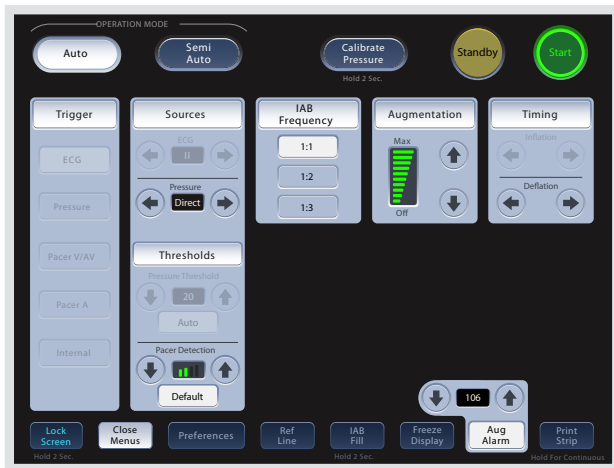 OPERATION MODE
Auto
Semi
Auto
Calibrate
Pressure
Hold 2 Sec.
Standby
Start
Trigger
ECG
Pressure
Pacer V/AV
Pacer A
Internal
Sources
ECG
II
Pressure
Direct
Thresholds
Pressure Threshold
20
Auto
Pacer Detection
Default
IAB
Frequency
1:1
1:2
1:3
Augmentation
Max
Off
Timing
Inflation
Deflation
106
Lock
Screen
Hold 2 Sec.
Close
Menus
Preferences
Ref
Line
IAB
Fill
Hold 2 Sec.
Freeze
Display
Aug
Alarm
Print
Strip
Hold For Continuous